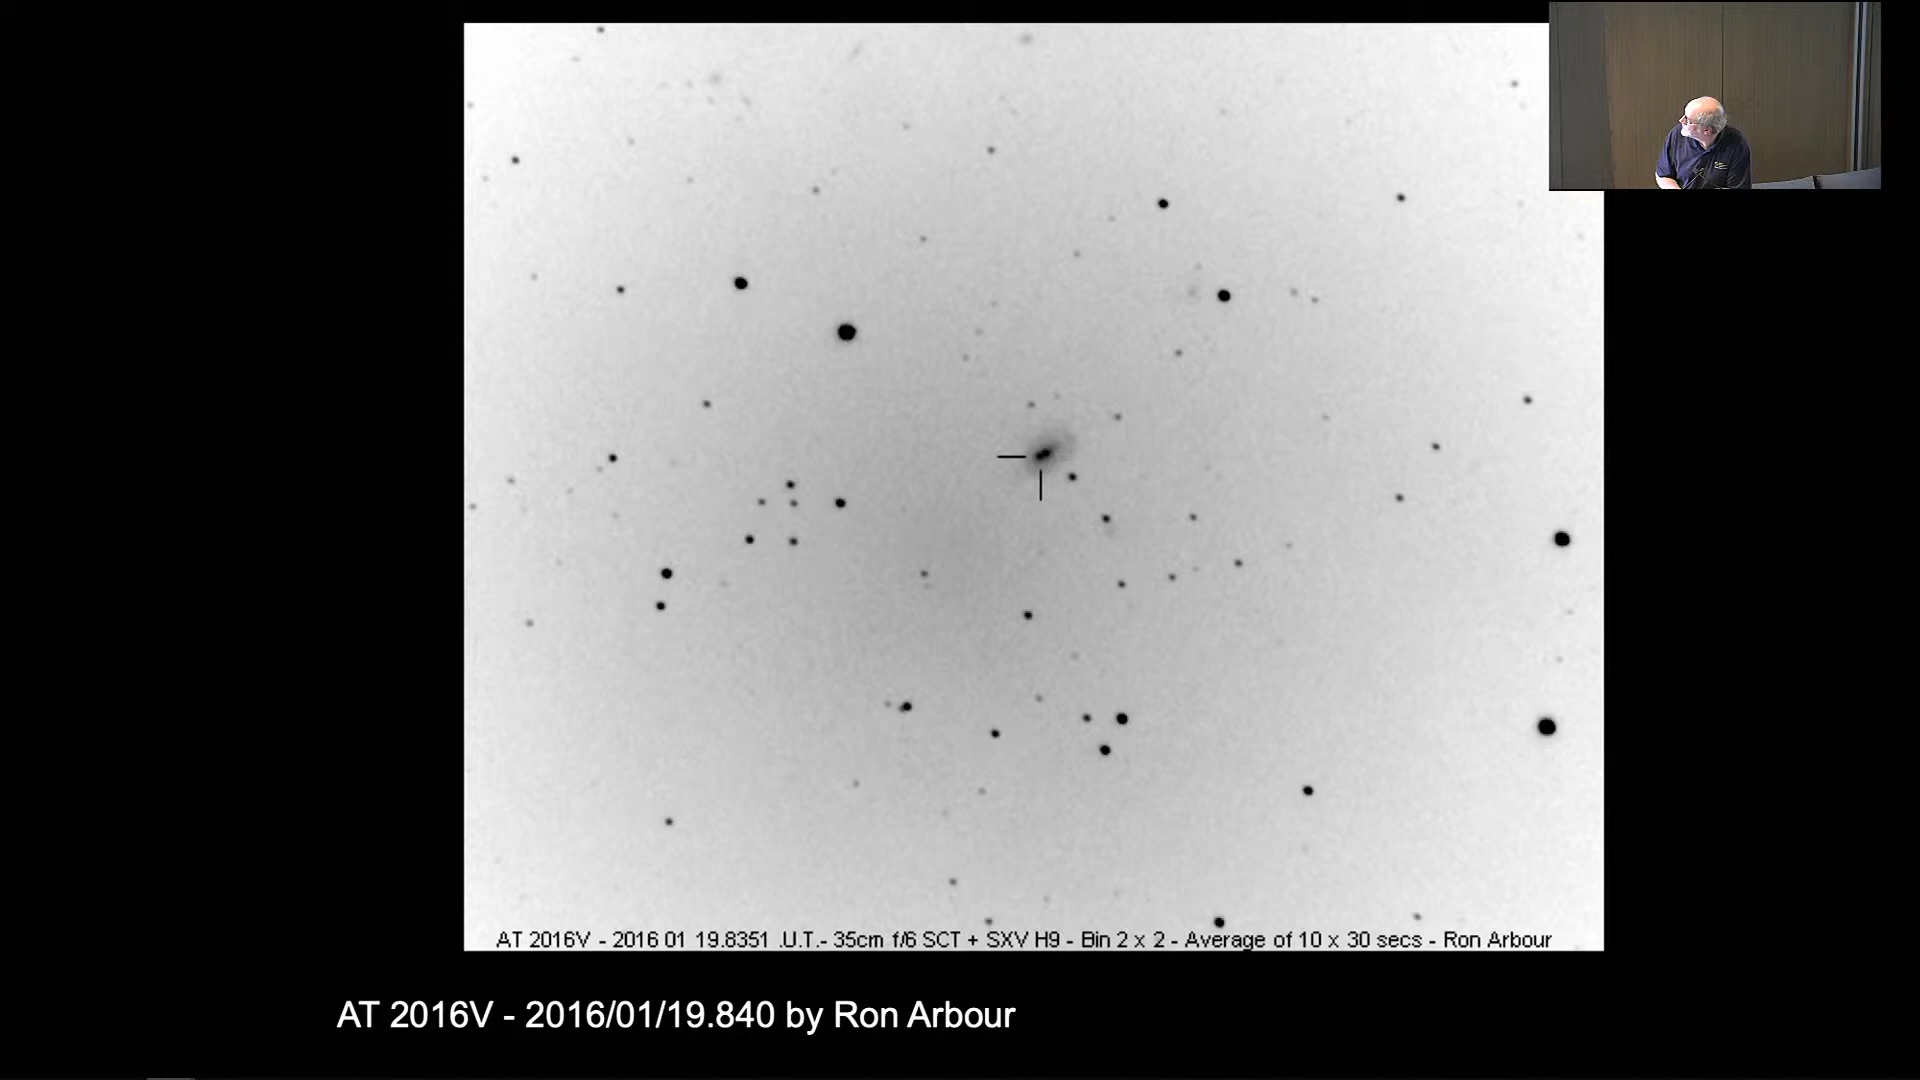 AT 2016V - 2016 01 19.8351 .U.T.- 35cm f/6 SCT + SXV H9 - Bin 2 x 2 - Average of 10 x 30 secs - Ron Arbour
AT 2016V - 2016/01/19.840 by Ron Arbour